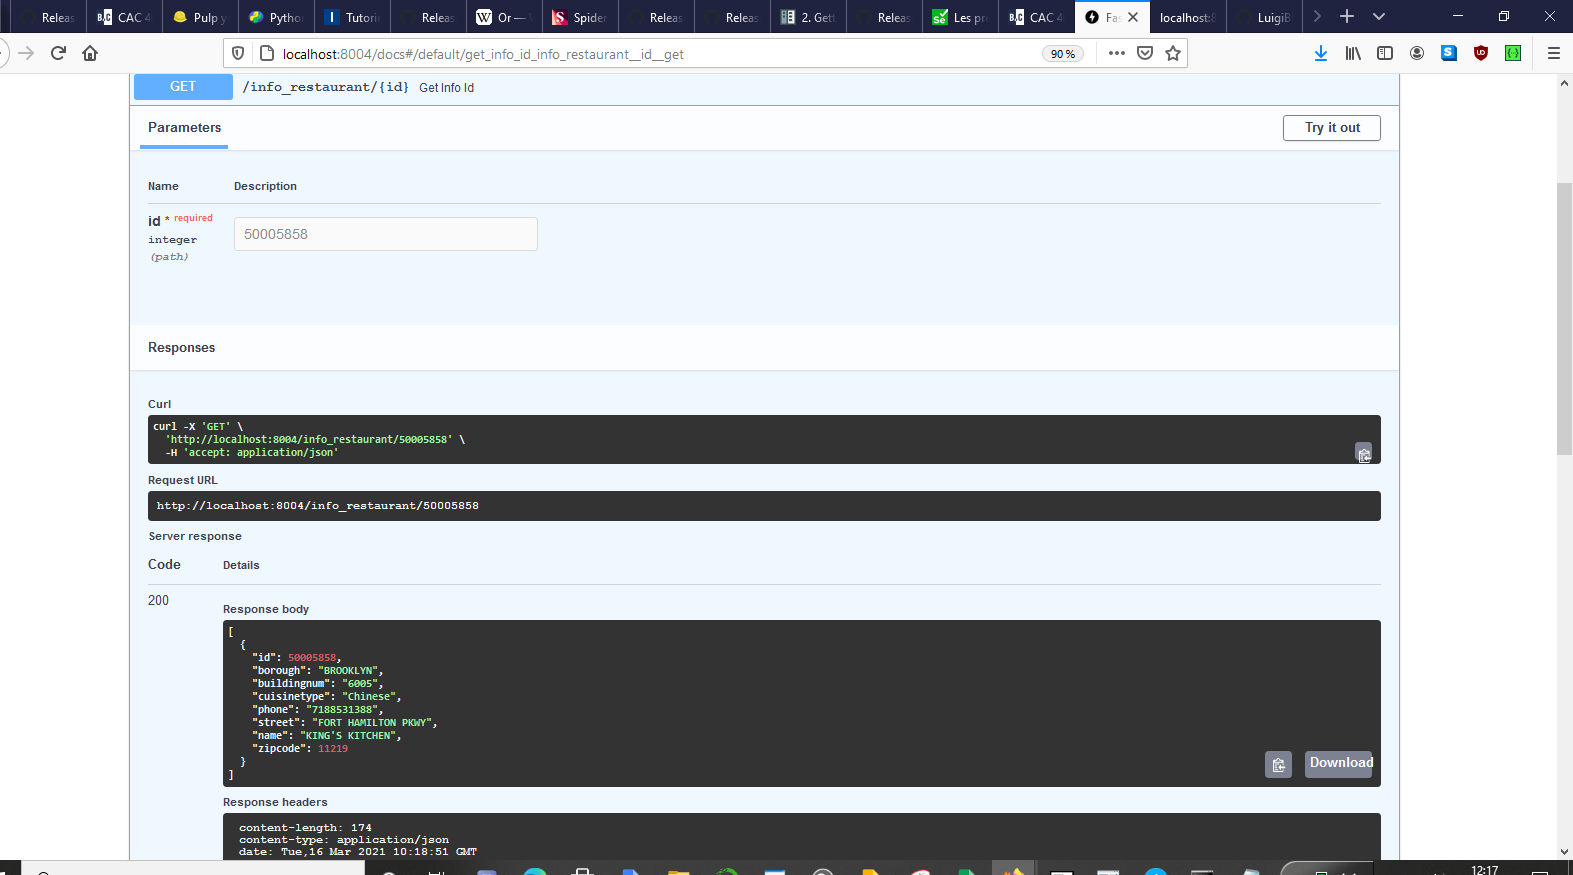 Releas
CAC 4
Pulp y
Pytho
Tutori
Releas
Or — W
Spider
Releas
Releas
2. Gett
Releas
Les pr
CAC 4
Fas
localhost:8
LuigiB
localhost:8004/docs#/default/get_info_id_info_restaurant__id__get
90 %
GET /info_restaurant/{id} Get Info Id
Parameters
Try it out
Name Description
id * required
integer
(path)
50005858
Responses
Curl
curl -X 'GET' \
'http://localhost:8004/info_restaurant/50005858' \
-H 'accept: application/json'
Request URL
http://localhost:8004/info_restaurant/50005858
Server response
Code Details
200
Response body
[
{
"id": 50005858,
"borough": "BROOKLYN",
"buildingnum": "6005",
"cuisinetype": "Chinese",
"phone": "7188531388",
"street": "FORT HAMILTON PKWY",
"name": "KING'S KITCHEN",
"zipcode": 11219
}
]
Download
Response headers
content-length: 174
content-type: application/json
date: Tue,16 Mar 2021 10:18:51 GMT
12:17